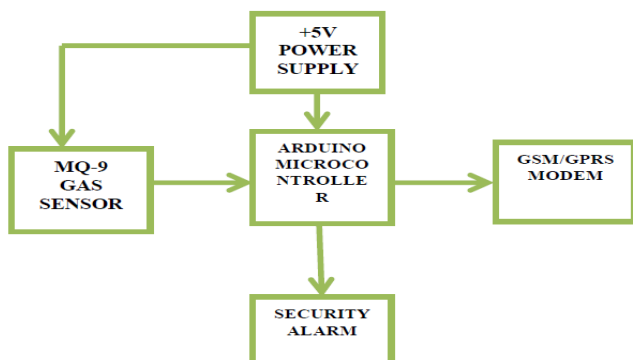 +5V
POWER
SUPPLY
MQ-9
GAS
SENSOR
ARDUINO
MICROCO
NTROLLE
R
GSM/GPRS
MODEM
SECURITY
ALARM